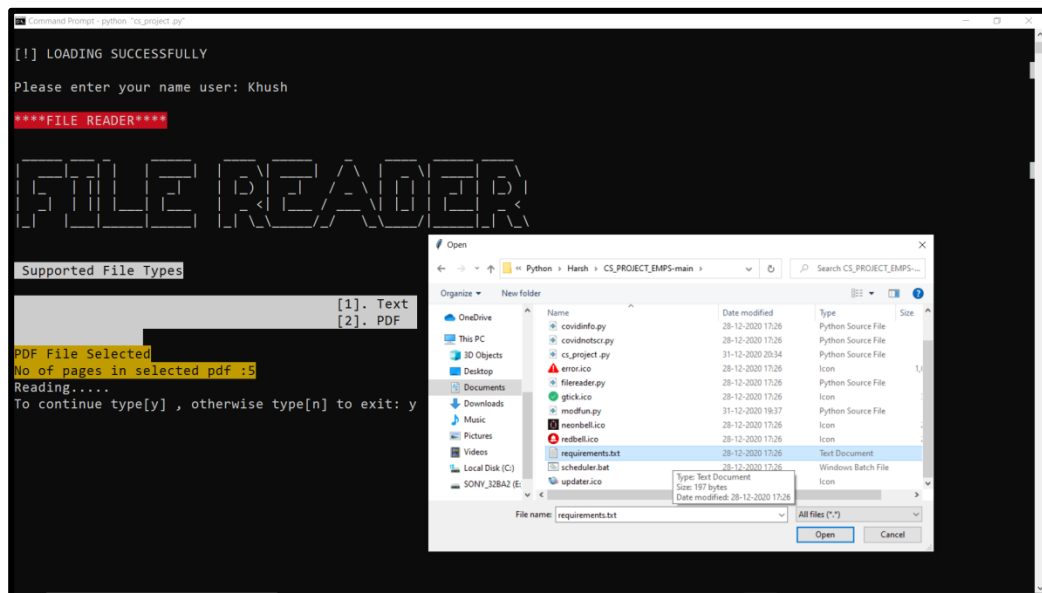 Command Prompt - python "cs_project .py"
[!] LOADING SUCCESSFULLY
Please enter your name user: Khush
****FILE READER****
FILE READER
Supported File Types
[1]. Text
[2]. PDF
PDF File Selected
No of pages in selected pdf :5
Reading.....
To continue type[y] , otherwise type[n] to exit: y
Open
« Python › Harsh › CS_PROJECT_EMPS-main ›
Search CS_PROJECT_EMPS-...
Organize
New folder
OneDrive
This PC
3D Objects
Desktop
Documents
Downloads
Music
Pictures
Videos
Local Disk (C:)
SONY_32BA2 (E:
Name Date modified Type Size
covidinfo.py 28-12-2020 17:26 Python Source File
covidnotscr.py 28-12-2020 17:26 Python Source File
cs_project .py 31-12-2020 20:34 Python Source File
error.ico 28-12-2020 17:26 Icon
filereader.py 28-12-2020 17:26 Python Source File
gtick.ico 28-12-2020 17:26 Icon
modfun.py 31-12-2020 19:37 Python Source File
neonbell.ico 28-12-2020 17:26 Icon
redbell.ico 28-12-2020 17:26 Icon
requirements.txt 28-12-2020 17:26 Text Document
scheduler.bat 28-12-2020 17:26 Windows Batch File
updater.ico Icon
Type: Text Document
Size: 197 bytes
Date modified: 28-12-2020 17:26
File name: requirements.txt
All files (*.*)
Open
Cancel